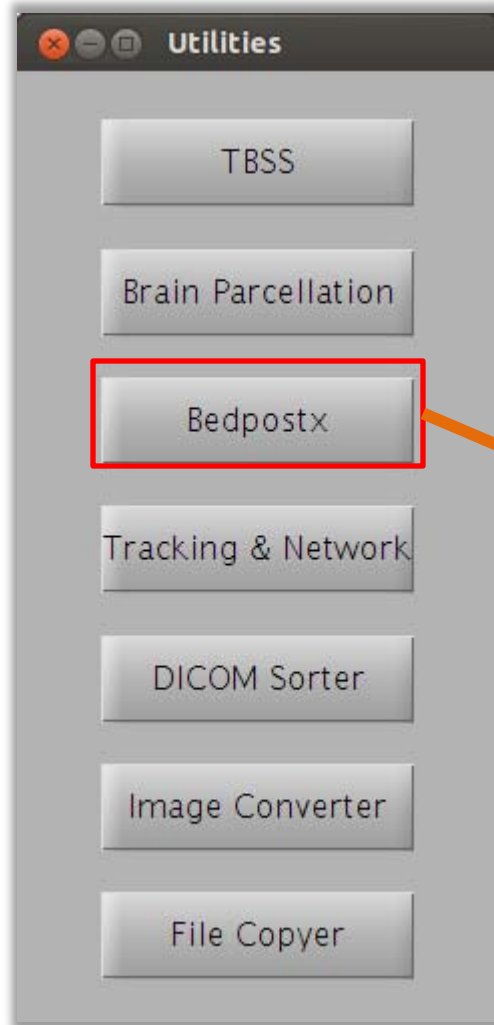 Utilities
TBSS
Brain Parcellation
Bedpostx
Tracking & Network
DICOM Sorter
Image Converter
File Copyer